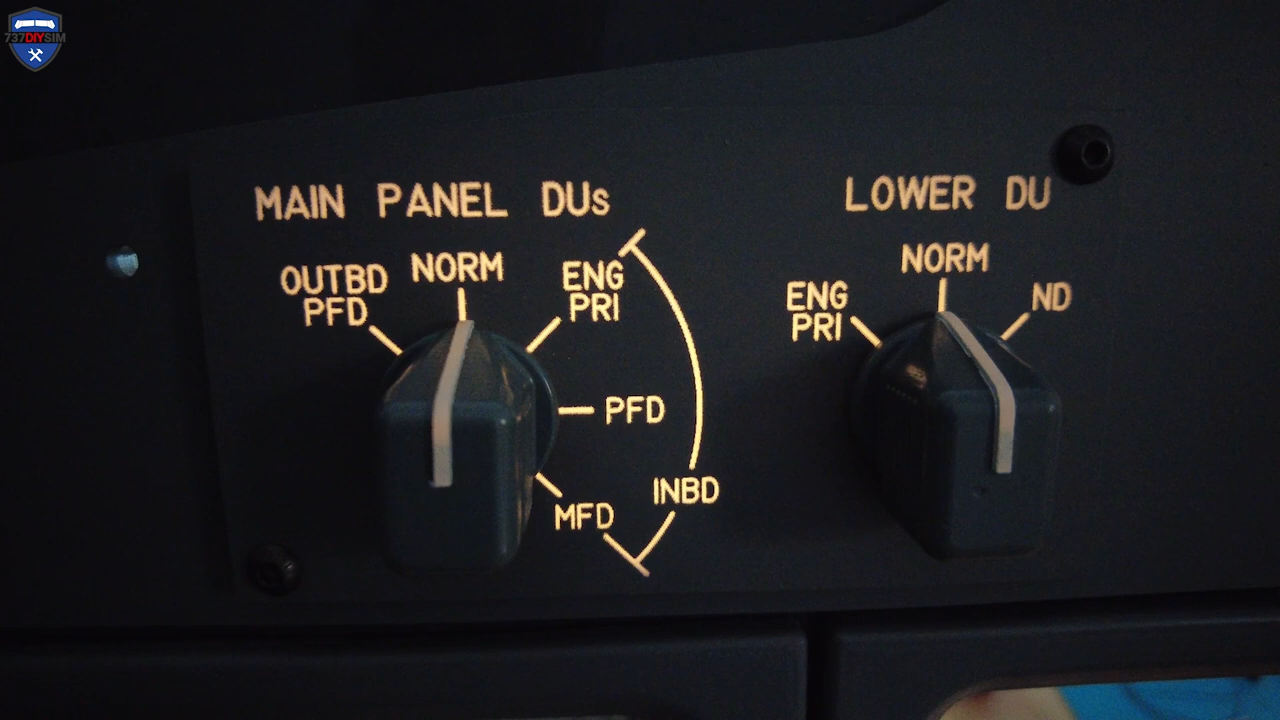 737DIYSIM
MAIN PANEL DUs
LOWER DU
OUTBD
PFD
NORM
ENG
PRI
PFD
INBD
MFD
ENG
PRI
NORM
ND